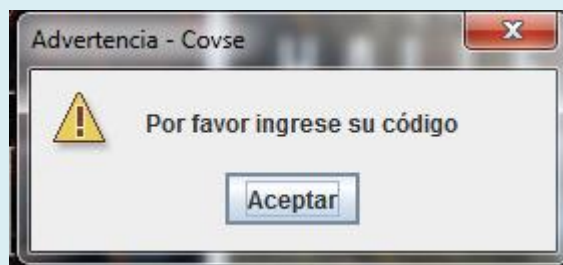 Advertencia - Covse
Por favor ingrese su código
Aceptar